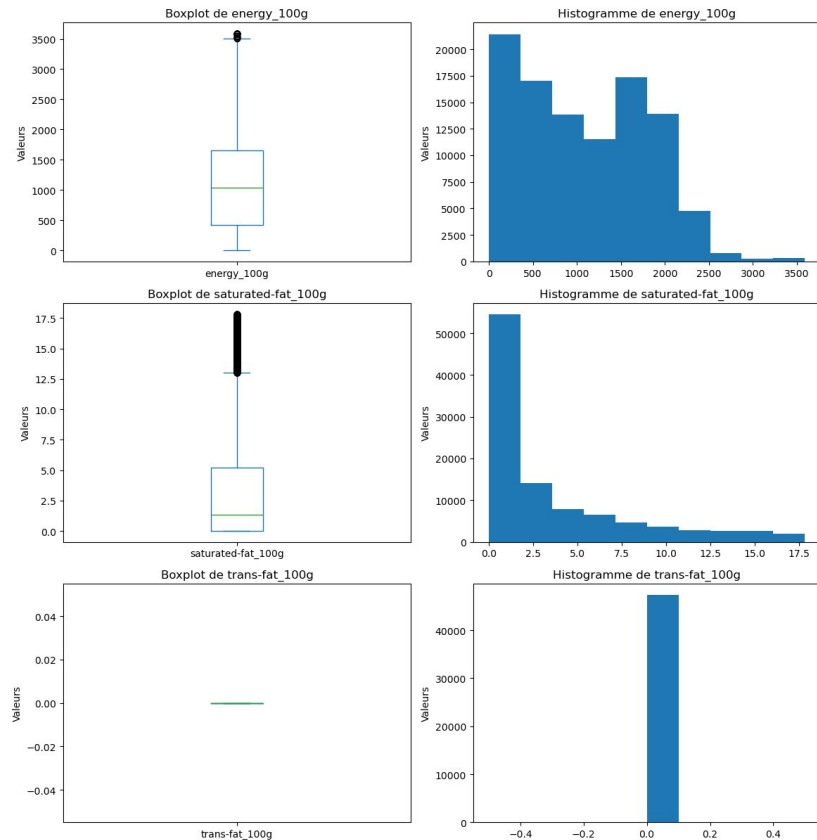 Boxplot de energy_100g
3500
3000
2500
2000
1500
1000
500
0
Valeurs
energy_100g
Histogramme de energy_100g
20000
17500
15000
12500
10000
7500
5000
2500
0
Valeurs
0 500 1000 1500 2000 2500 3000 3500
Boxplot de saturated-fat_100g
17.5
15.0
12.5
10.0
7.5
5.0
2.5
0.0
Valeurs
saturated-fat_100g
Histogramme de saturated-fat_100g
50000
40000
30000
20000
10000
0
Valeurs
0.0 2.5 5.0 7.5 10.0 12.5 15.0 17.5
Boxplot de trans-fat_100g
0.04
0.02
0.00
−0.02
−0.04
Valeurs
trans-fat_100g
Histogramme de trans-fat_100g
40000
30000
20000
10000
0
Valeurs
−0.4 −0.2 0.0 0.2 0.4